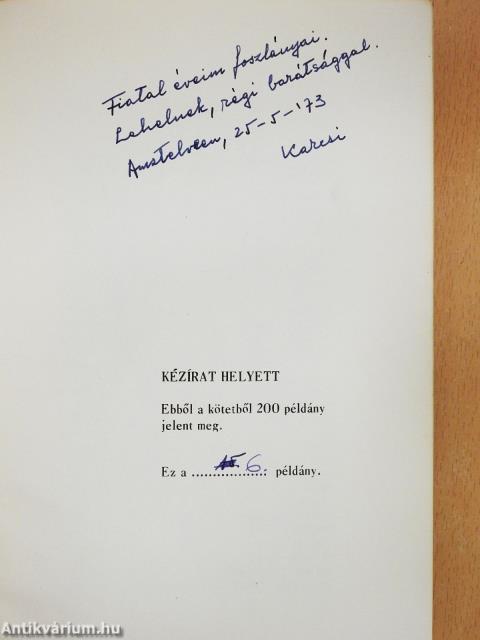 Fiatal éveim foszlányai.
Lehelnek, régi barátsággal.
Amstelveen, 25-5-'73
Karcsi
KÉZIRAT HELYETT
Ebből a kötetből 200 példány
jelent meg.
Ez a .......6........ példány.
Antikvárium.hu